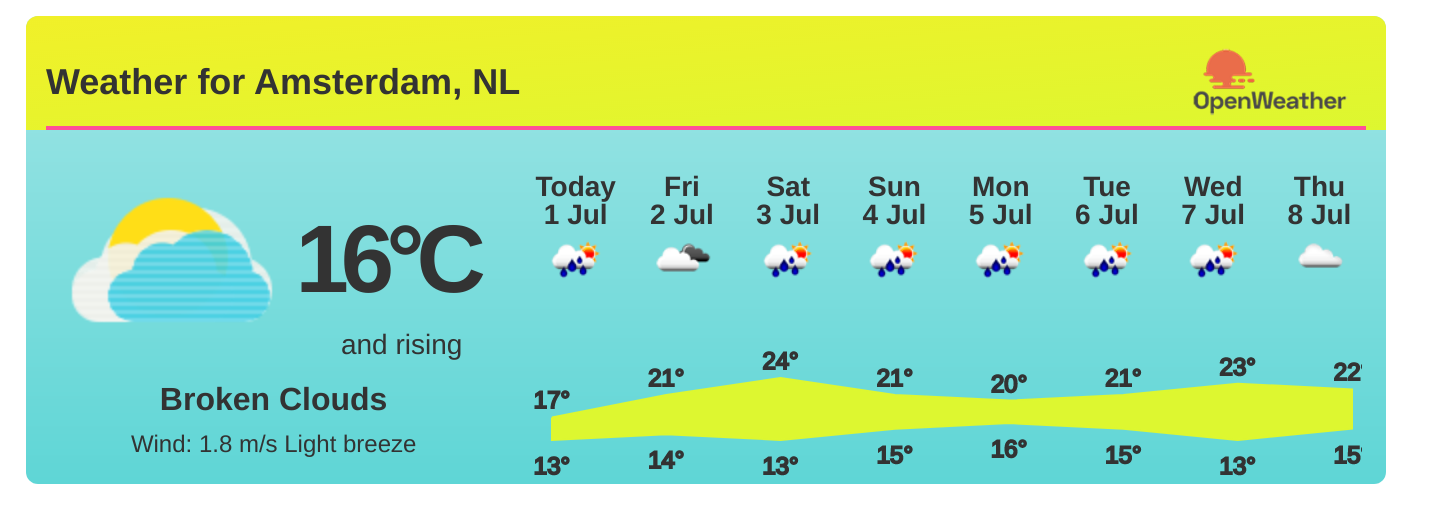 Weather for Amsterdam, NL
OpenWeather
Today Fri Sat Sun Mon Tue Wed Thu
1 Jul 2 Jul 3 Jul 4 Jul 5 Jul 6 Jul 7 Jul 8 Jul
16°C
and rising
Broken Clouds
Wind: 1.8 m/s Light breeze
17° 21° 24° 21° 20° 21° 23° 22°
13° 14° 13° 15° 16° 15° 13° 15°